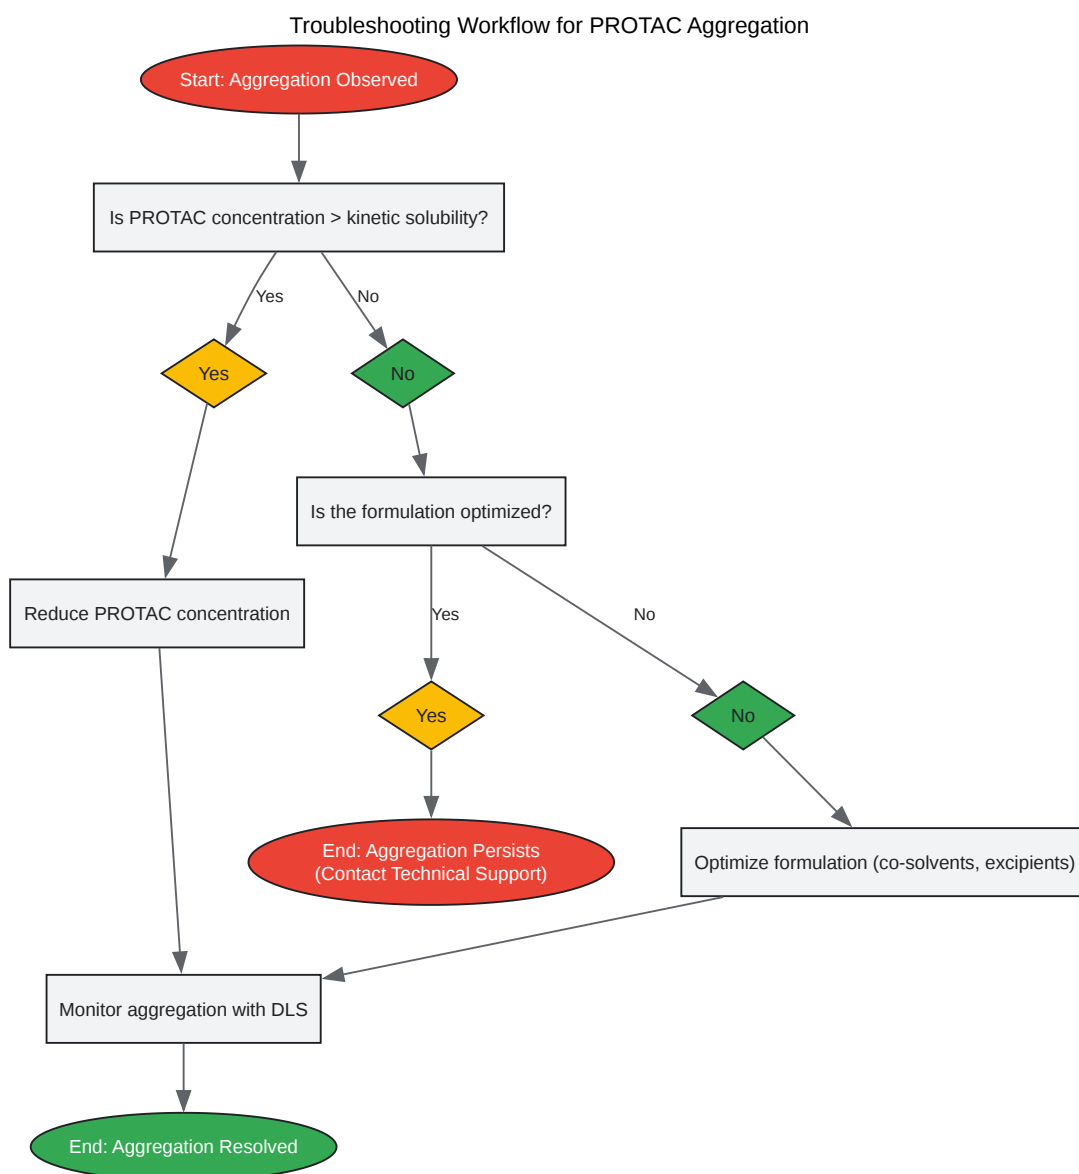 Troubleshooting Workflow for PROTAC Aggregation
Start: Aggregation Observed
Is PROTAC concentration > kinetic solubility?
Yes
No
Yes
No
Is the formulation optimized?
Reduce PROTAC concentration
Yes
No
Yes
No
End: Aggregation Persists
(Contact Technical Support)
Optimize formulation (co-solvents, excipients)
Monitor aggregation with DLS
End: Aggregation Resolved